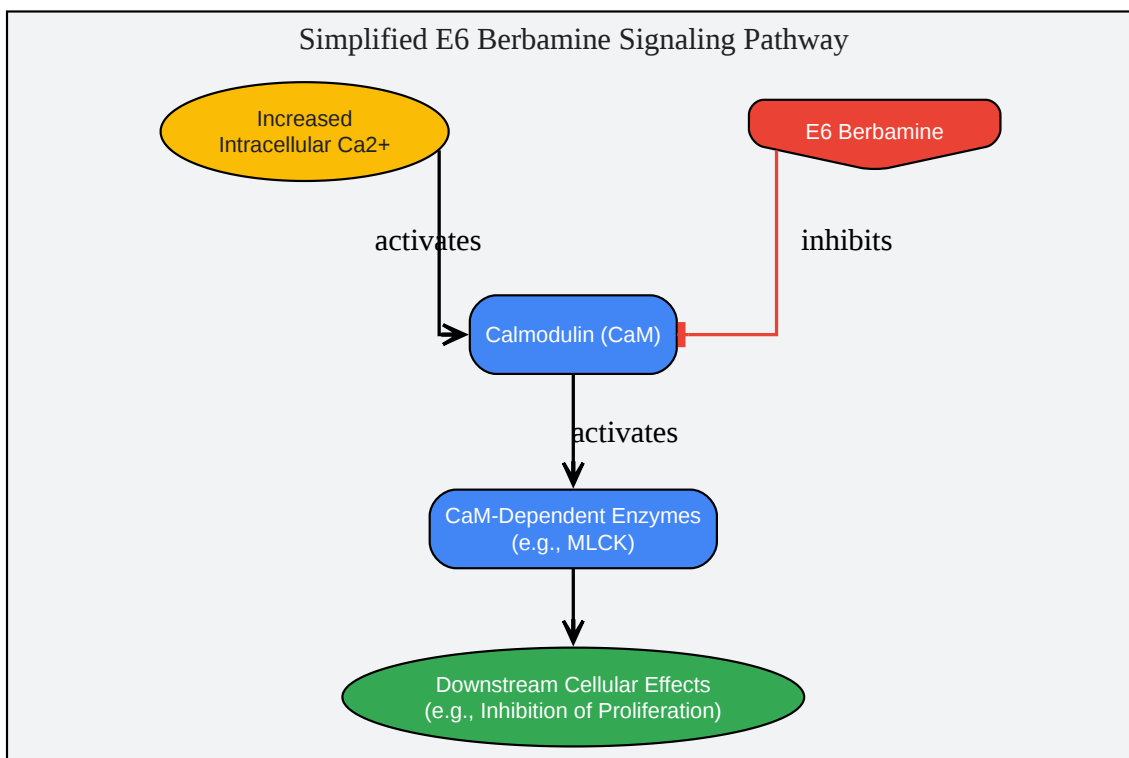 Simplified E6 Berbamine Signaling Pathway
Increased
Intracellular Ca2+
E6 Berbamine
activates
inhibits
Calmodulin (CaM)
activates
CaM-Dependent Enzymes
(e.g., MLCK)
Downstream Cellular Effects
(e.g., Inhibition of Proliferation)